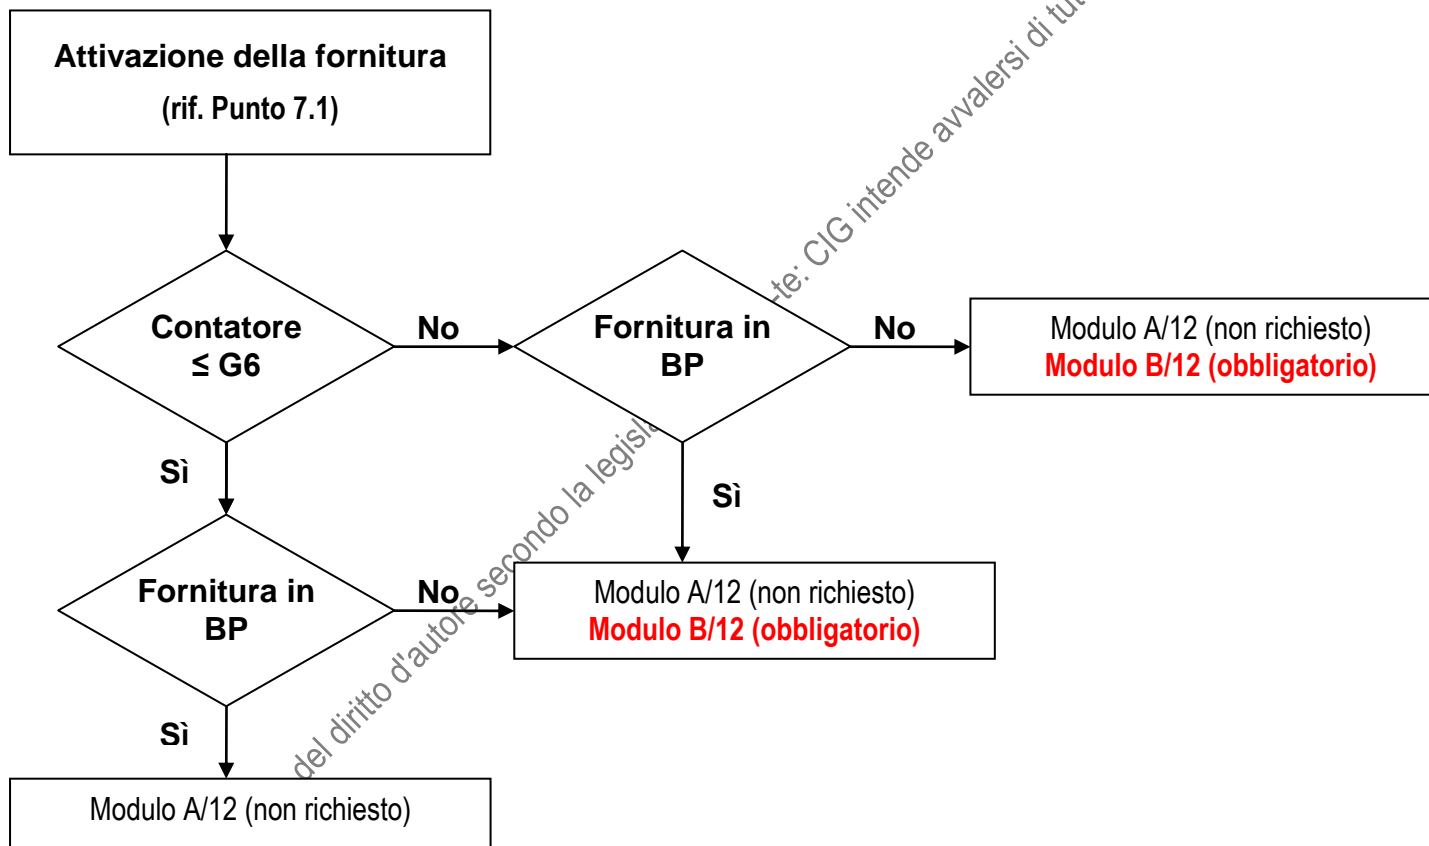 Attivazione della fornitura
(rif. Punto 7.1)
Contatore
≤ G6
No
Fornitura in
BP
No
Modulo A/12 (non richiesto)
Modulo B/12 (obbligatorio)
Sì
Sì
Fornitura in
BP
No
Modulo A/12 (non richiesto)
Modulo B/12 (obbligatorio)
Sì
Modulo A/12 (non richiesto)
del diritto d'autore secondo la legisla
-te: CIG intende avvalersi di tut